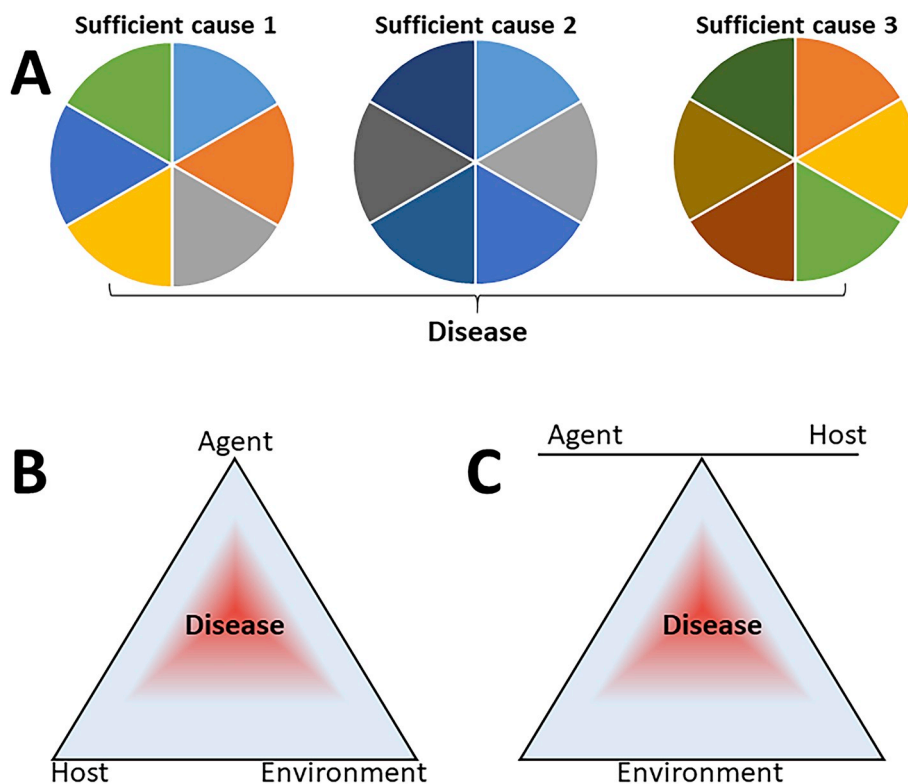 Sufficient cause 1
Sufficient cause 2
Sufficient cause 3
A
Disease
B
Agent
Disease
Host
Environment
C
Agent
Host
Disease
Environment